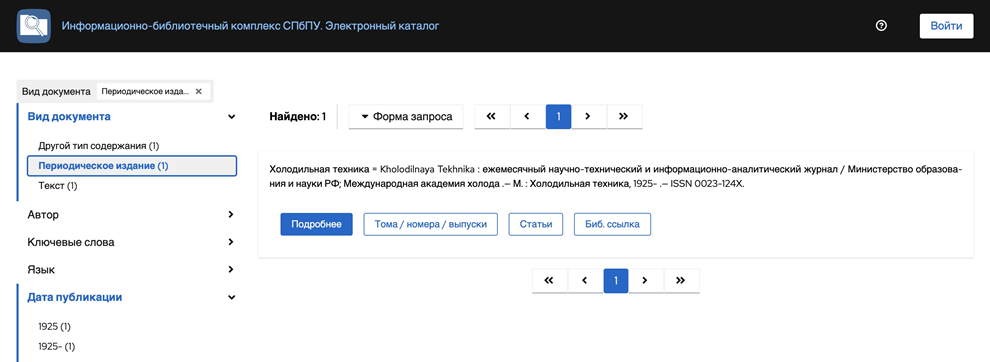 Информационно-библиотечный комплекс СПбПУ. Электронный каталог
Войти
Вид документа Периодическое изда...
Вид документа
Другой тип содержания (1)
Периодическое издание (1)
Текст (1)
Автор
Ключевые слова
Язык
Дата публикации
1925 (1)
1925- (1)
Найдено: 1
Форма запроса
1
Холодильная техника = Kholodilnaya Tekhnika : ежемесячный научно-технический и информационно-аналитический журнал / Министерство образова-
ния и науки РФ; Международная академия холода .– М. : Холодильная техника, 1925- .– ISSN 0023-124X.
Подробнее
Тома / номера / выпуски
Статьи
Биб. ссылка
1